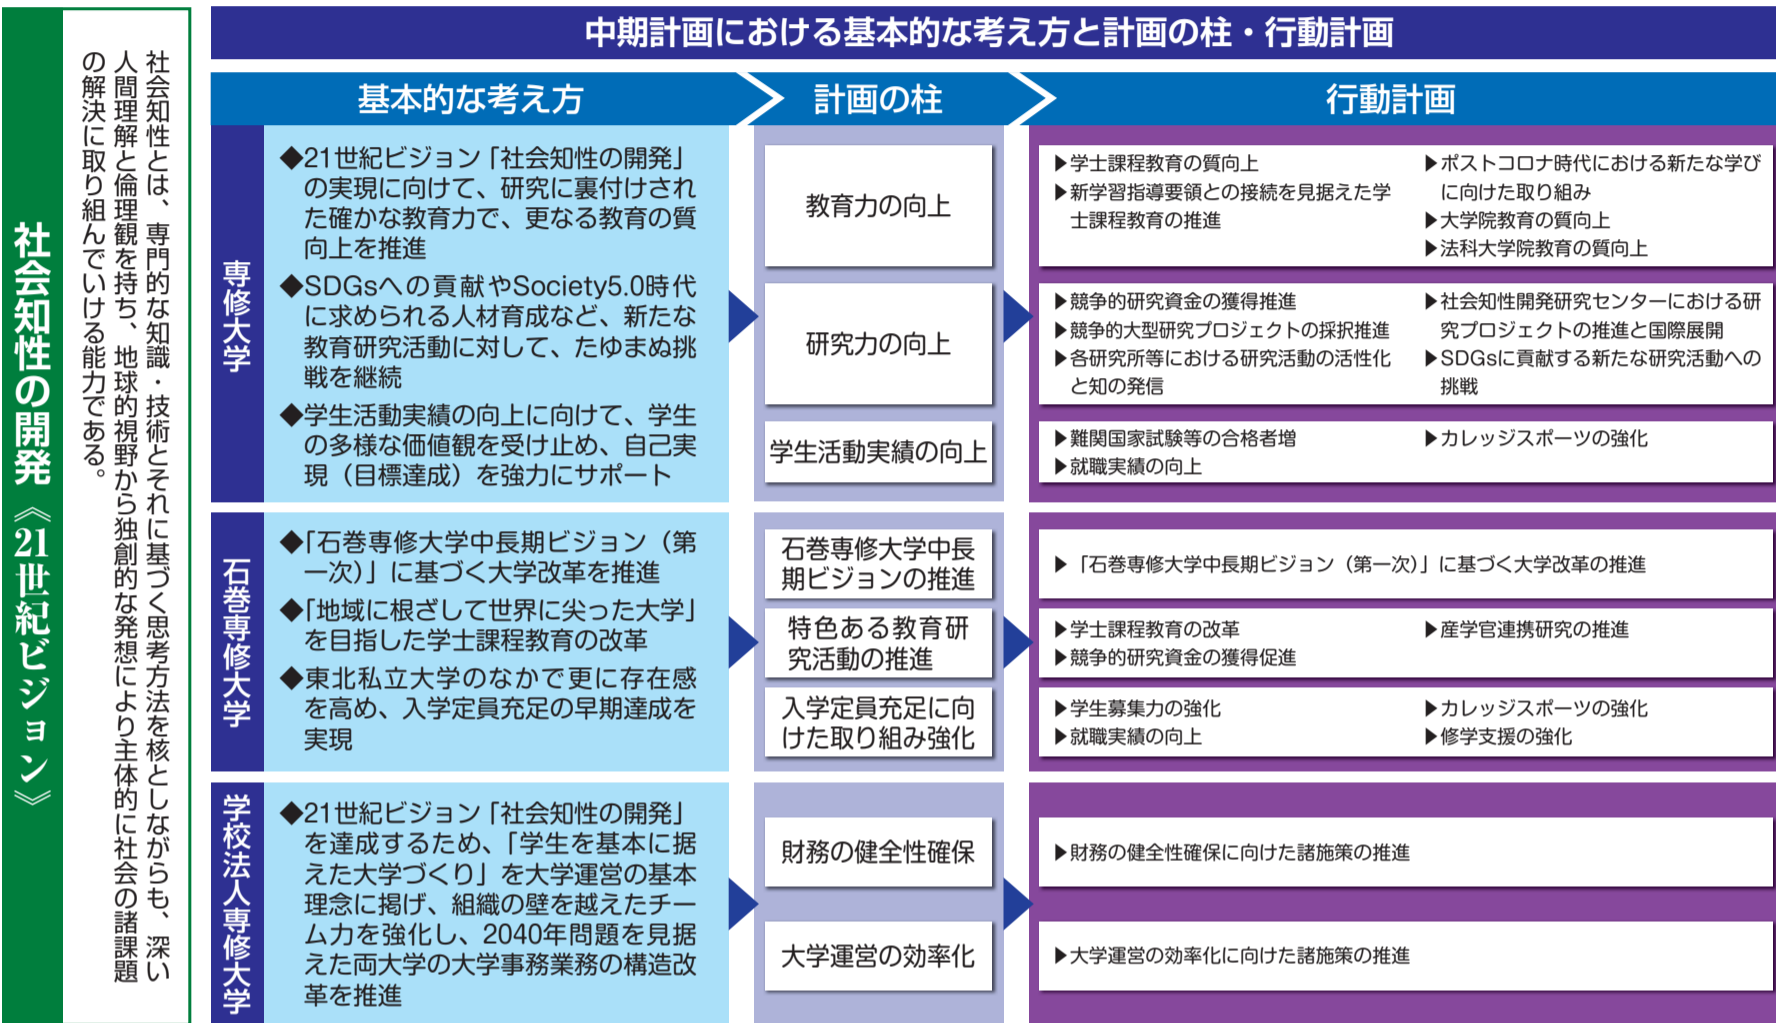 社会知性の開発《21世紀ビジョン》
社会知性とは、専門的な知識・技術とそれに基づく思考方法を核としながらも、深い
人間理解と倫理観を持ち、地球的視野から独創的な発想により主体的に社会の諸課題
の解決に取り組んでいける能力である。
中期計画における基本的な考え方と計画の柱・行動計画
基本的な考え方
計画の柱
行動計画
専修大学
◆21世紀ビジョン「社会知性の開発」
の実現に向けて、研究に裏付けされ
た確かな教育力で、更なる教育の質
向上を推進
◆SDGsへの貢献やSociety5.0時代
に求められる人材育成など、新たな
教育研究活動に対して、たゆまぬ挑
戦を継続
◆学生活動実績の向上に向けて、学生
の多様な価値観を受け止め、自己実
現（目標達成）を強力にサポート
教育力の向上
▶学士課程教育の質向上
▶新学習指導要領との接続を見据えた学
士課程教育の推進
▶ポストコロナ時代における新たな学び
に向けた取り組み
▶大学院教育の質向上
▶法科大学院教育の質向上
研究力の向上
▶競争的研究資金の獲得推進
▶競争的大型研究プロジェクトの採択推進
▶各研究所等における研究活動の活性化
と知の発信
▶社会知性開発研究センターにおける研
究プロジェクトの推進と国際展開
▶SDGsに貢献する新たな研究活動への
挑戦
学生活動実績の向上
▶難関国家試験等の合格者増
▶就職実績の向上
▶カレッジスポーツの強化
石巻専修大学
◆「石巻専修大学中長期ビジョン（第
一次）」に基づく大学改革を推進
◆「地域に根ざして世界に尖った大学」
を目指した学士課程教育の改革
◆東北私立大学のなかで更に存在感
を高め、入学定員充足の早期達成を
実現
石巻専修大学中長
期ビジョンの推進
▶「石巻専修大学中長期ビジョン（第一次）」に基づく大学改革の推進
特色ある教育研
究活動の推進
▶学士課程教育の改革
▶競争的研究資金の獲得促進
▶産学官連携研究の推進
入学定員充足に向
けた取り組み強化
▶学生募集力の強化
▶就職実績の向上
▶カレッジスポーツの強化
▶修学支援の強化
学校法人専修大学
◆21世紀ビジョン「社会知性の開発」
を達成するため、「学生を基本に据
えた大学づくり」を大学運営の基本
理念に掲げ、組織の壁を越えたチー
ム力を強化し、2040年問題を見据
えた両大学の大学事務業務の構造改
革を推進
財務の健全性確保
▶財務の健全性確保に向けた諸施策の推進
大学運営の効率化
▶大学運営の効率化に向けた諸施策の推進